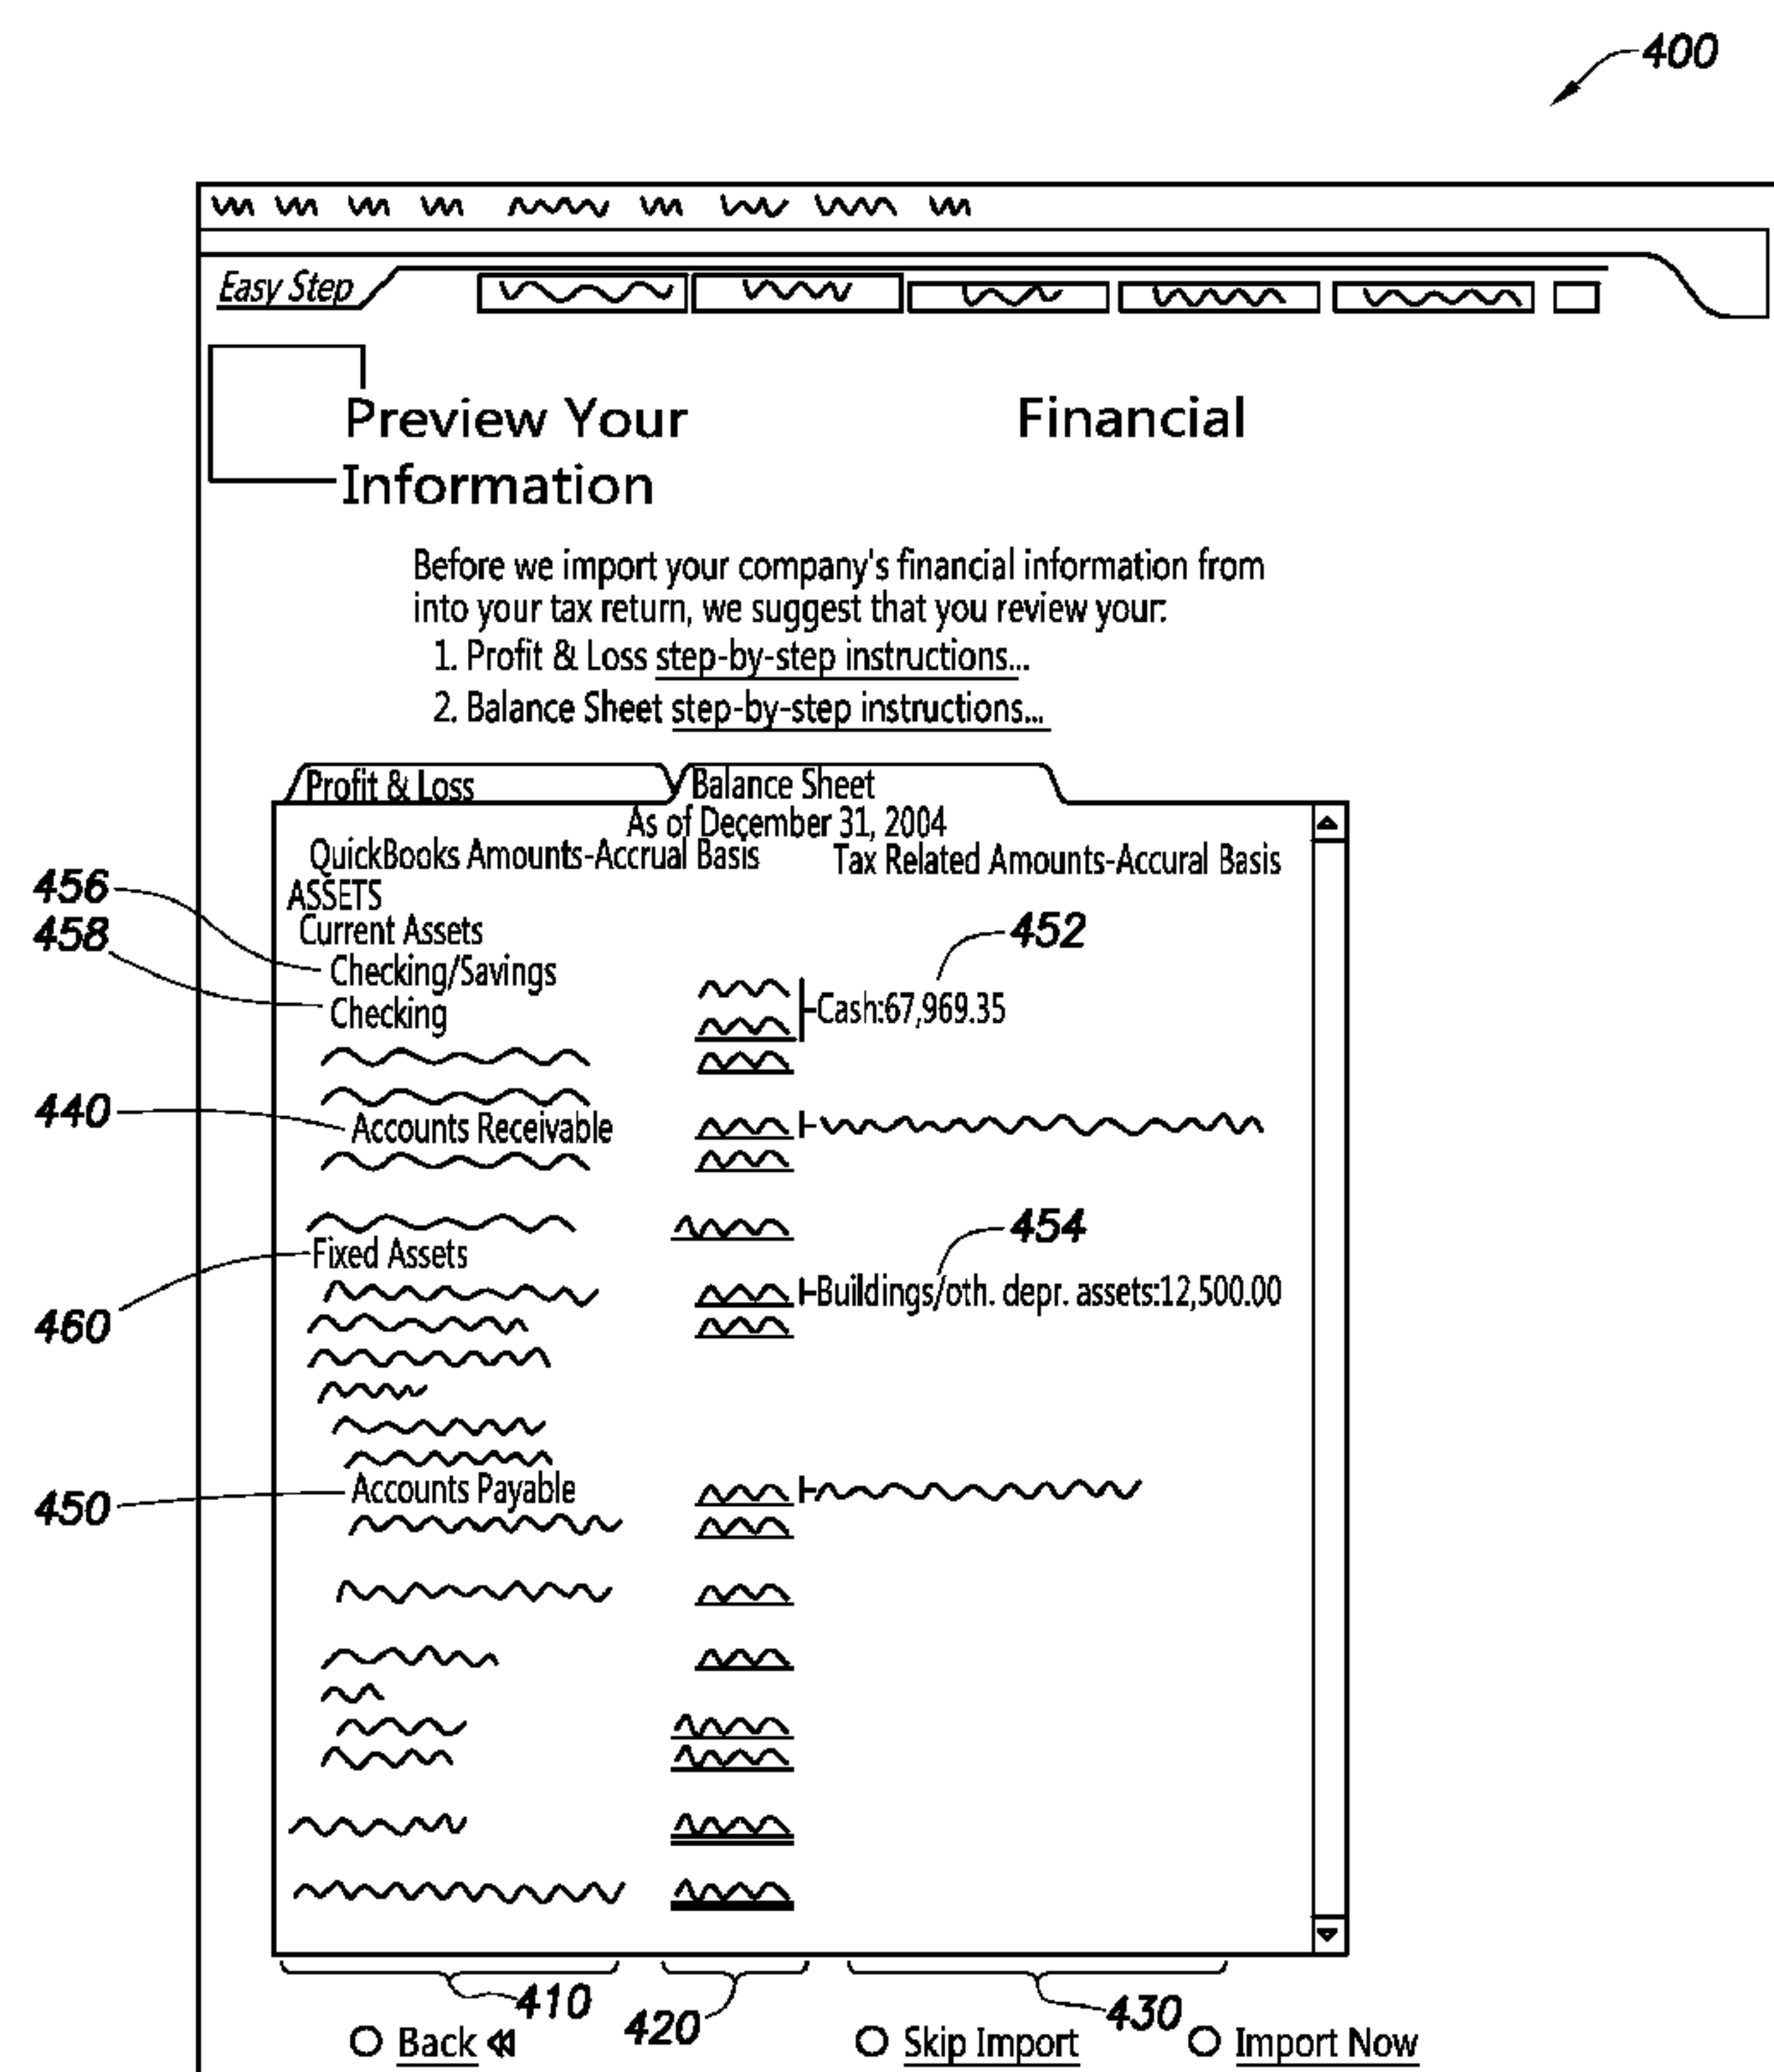 400
Easy Step
Preview Your Financial
Information
Before we import your company's financial information from
into your tax return, we suggest that you review your:
1. Profit & Loss step-by-step instructions...
2. Balance Sheet step-by-step instructions...
Profit & Loss Balance Sheet
As of December 31, 2004
QuickBooks Amounts-Accrual Basis Tax Related Amounts-Accural Basis
456
ASSETS
458
Current Assets
452
Checking/Savings
Checking
Cash:67,969.35
440
Accounts Receivable
454
Fixed Assets
Buildings/oth. depr. assets:12,500.00
460
Accounts Payable
450
410
420
430
Back
Skip Import
Import Now